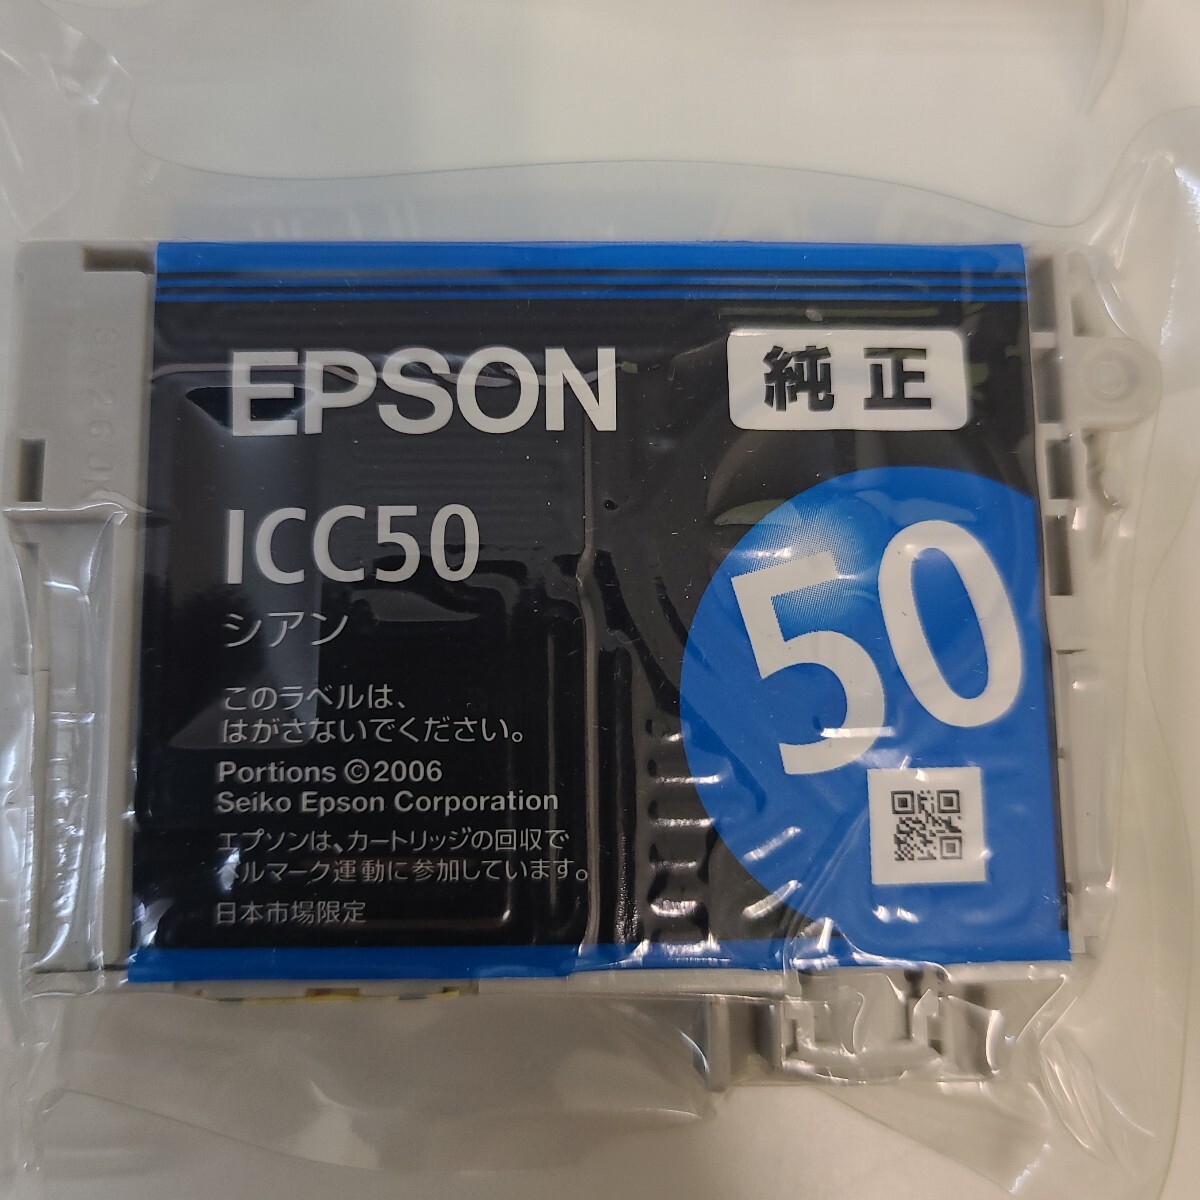 EPSON
純正
ICC50
シアン
50
このラベルは、
はがさないでください。
Portions ©2006
Seiko Epson Corporation
エプソンは、カートリッジの回収で
ベルマーク運動に参加しています。
日本市場限定